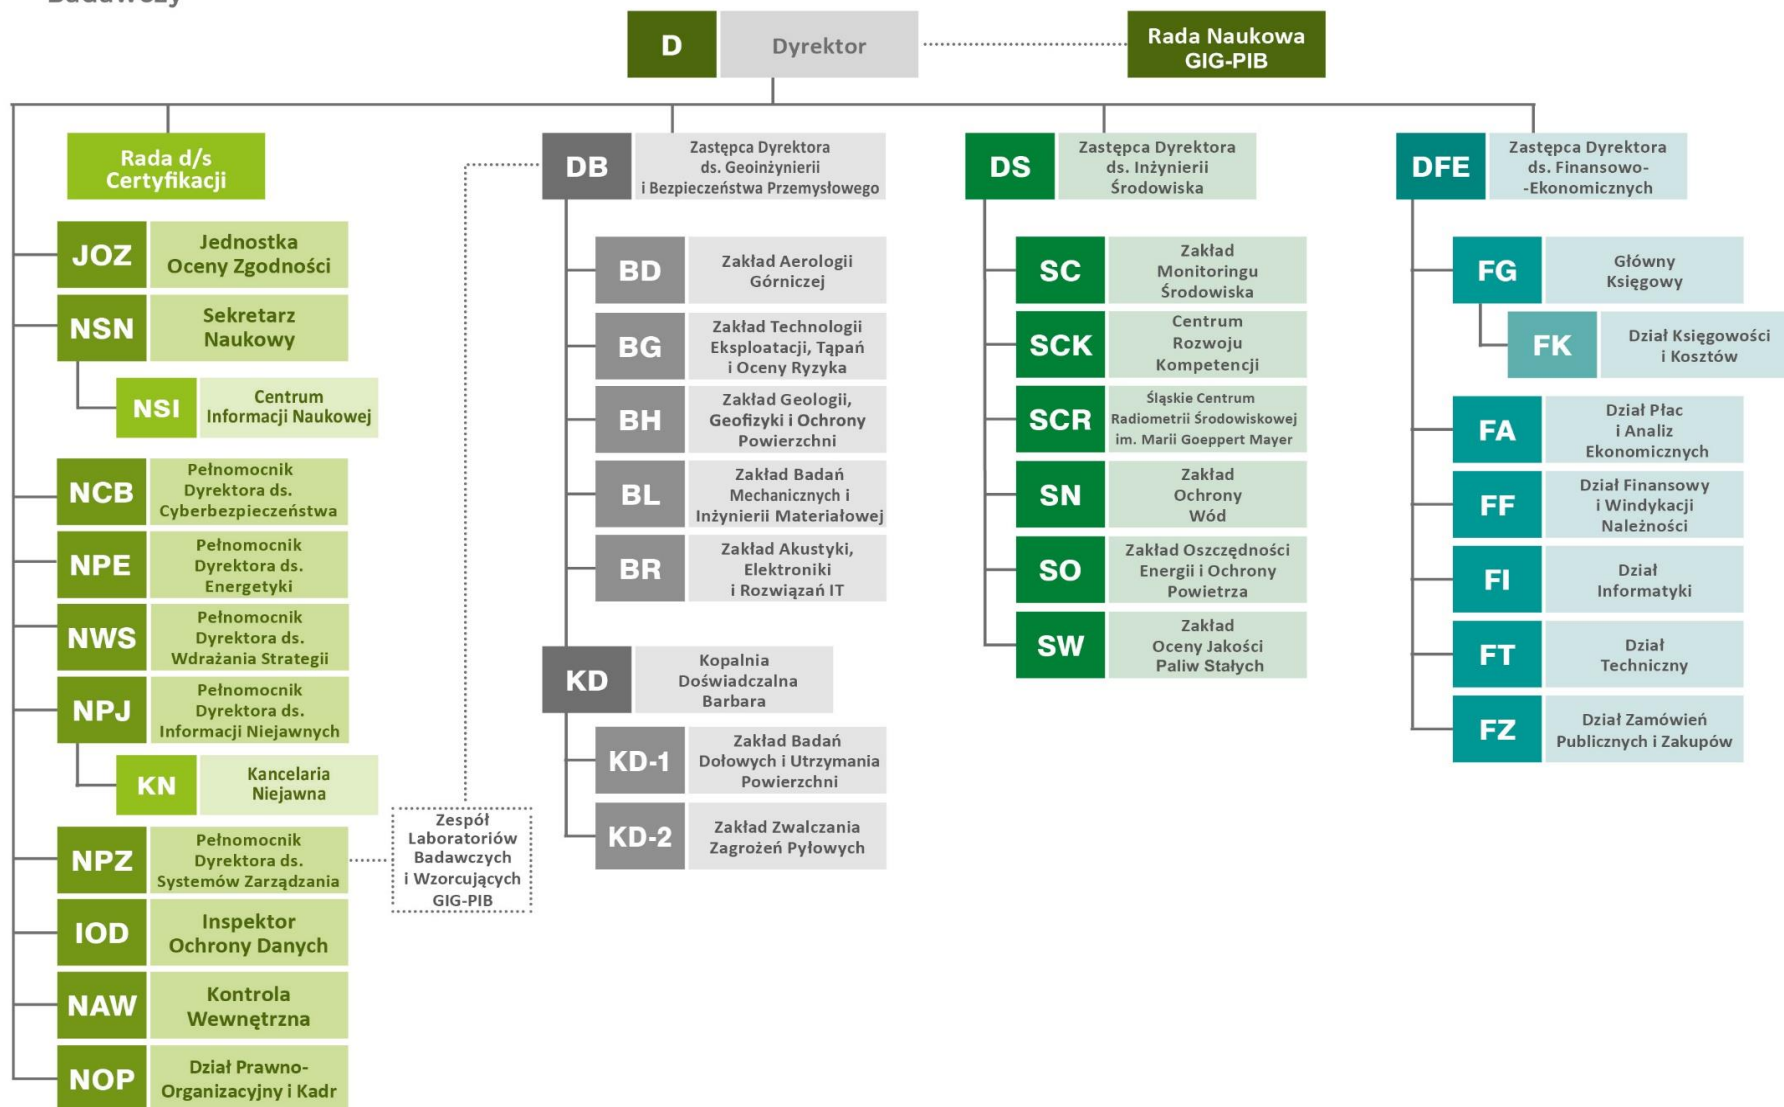 Badawczy
D
Dyrektor
Rada Naukowa
GIG-PIB
Rada d/s
Certyfikacji
JOZ
Jednostka
Oceny Zgodności
NSN
Sekretarz
Naukowy
NSI
Centrum
Informacji Naukowej
NCB
Pełnomocnik
Dyrektora ds.
Cyberbezpieczeństwa
NPE
Pełnomocnik
Dyrektora ds.
Energetyki
NWS
Pełnomocnik
Dyrektora ds.
Wdrażania Strategii
NPJ
Pełnomocnik
Dyrektora ds.
Informacji Niejawnych
KN
Kancelaria
Niejawna
NPZ
Pełnomocnik
Dyrektora ds.
Systemów Zarządzania
IOD
Inspektor
Ochrony Danych
NAW
Kontrola
Wewnętrzna
NOP
Dział Prawno-
Organizacyjny i Kadr
Zespół
Laboratoriów
Badawczych
i Wzorcujących
GIG-PIB
DB
Zastępca Dyrektora
ds. Geoinżynierii
i Bezpieczeństwa Przemysłowego
BD
Zakład Aerologii
Górniczej
BG
Zakład Technologii
Eksploatacji, Tąpań
i Oceny Ryzyka
BH
Zakład Geologii,
Geofizyki i Ochrony
Powierzchni
BL
Zakład Badań
Mechanicznych i
Inżynierii Materiałowej
BR
Zakład Akustyki,
Elektroniki
i Rozwiązań IT
KD
Kopalnia
Doświadczalna
Barbara
KD-1
Zakład Badań
Dołowych i Utrzymania
Powierzchni
KD-2
Zakład Zwalczania
Zagrożeń Pyłowych
DS
Zastępca Dyrektora
ds. Inżynierii
Środowiska
SC
Zakład
Monitoringu
Środowiska
SCK
Centrum
Rozwoju
Kompetencji
SCR
Śląskie Centrum
Radiometrii Środowiskowej
im. Marii Goeppert Mayer
SN
Zakład
Ochrony
Wód
SO
Zakład Oszczędności
Energii i Ochrony
Powietrza
SW
Zakład
Oceny Jakości
Paliw Stałych
DFE
Zastępca Dyrektora
ds. Finansowo-
-Ekonomicznych
FG
Główny
Księgowy
FK
Dział Księgowości
i Kosztów
FA
Dział Płac
i Analiz
Ekonomicznych
FF
Dział Finansowy
i Windykacji
Należności
FI
Dział
Informatyki
FT
Dział
Techniczny
FZ
Dział Zamówień
Publicznych i Zakupów